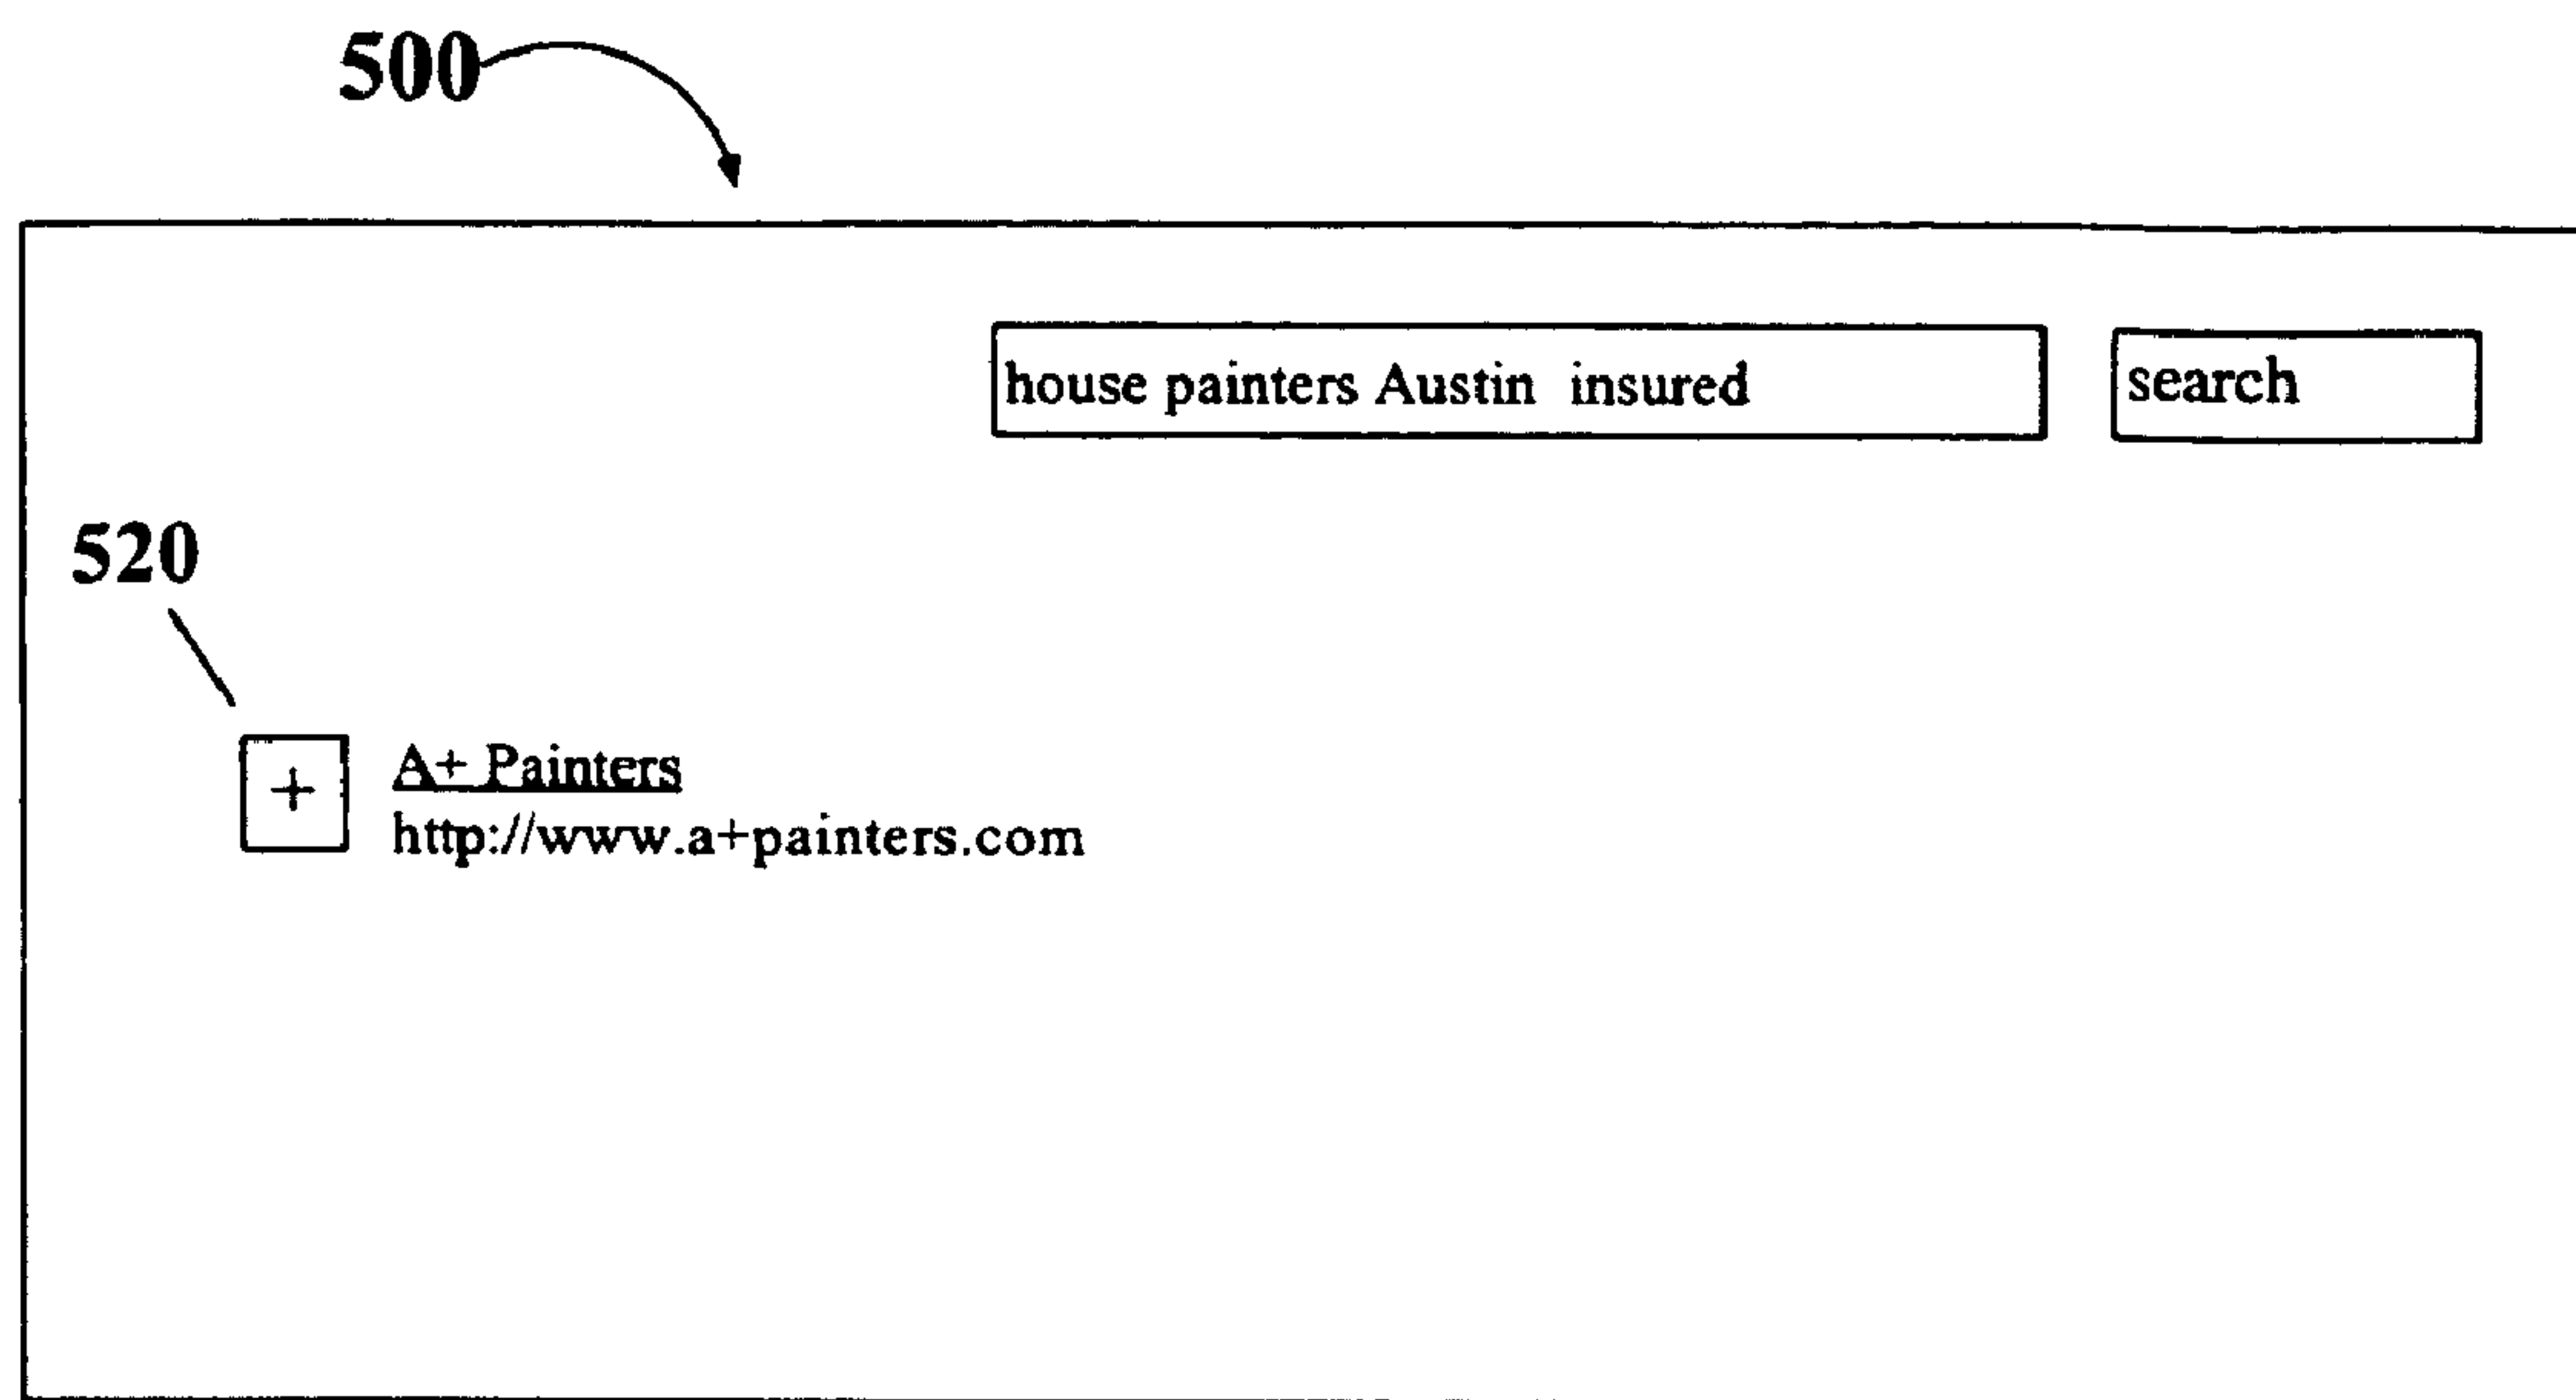 500
house painters Austin insured
search
520
+
A+ Painters
http://www.a+painters.com